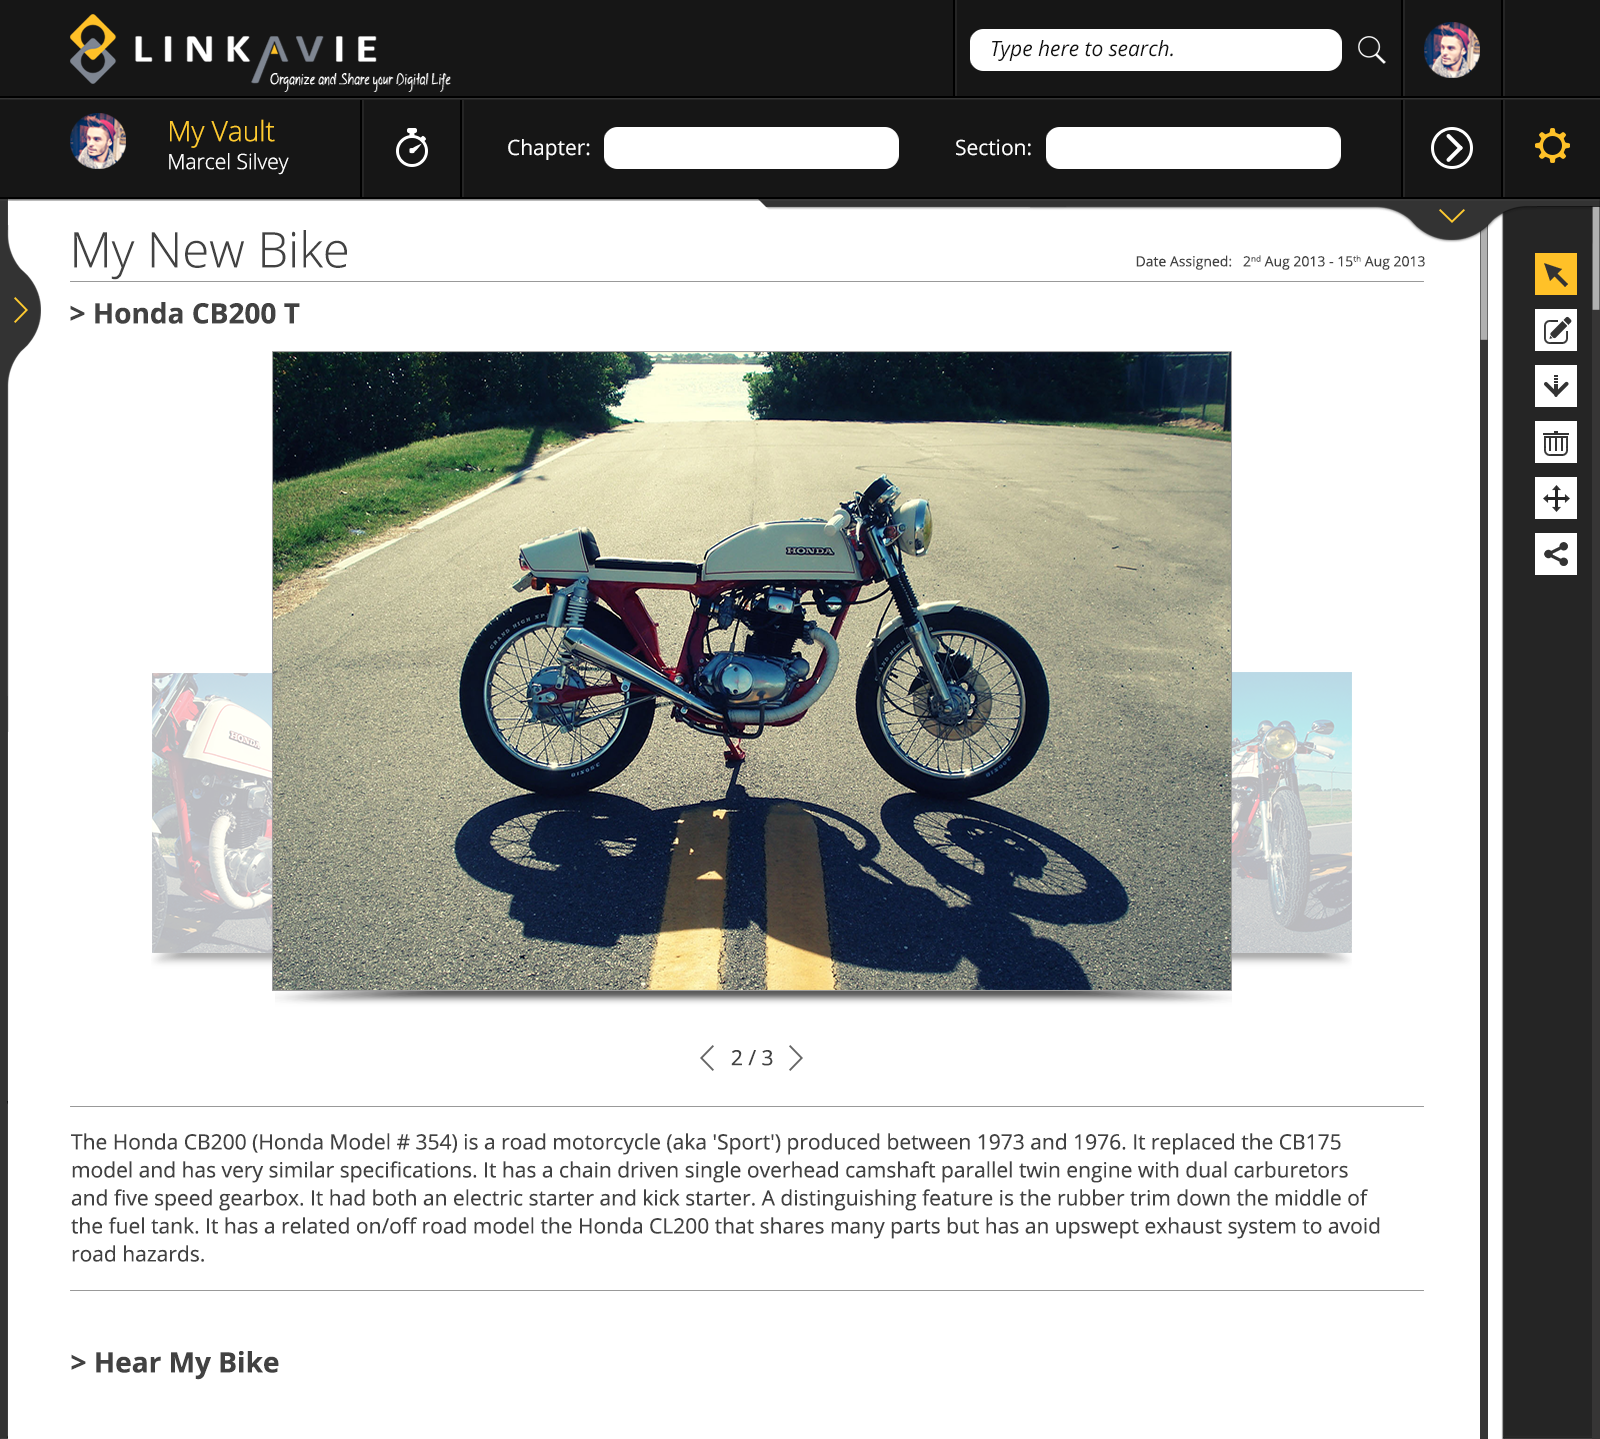 LINKAVIE
Organize and Share your Digital Life
Type here to search.
My Vault
Marcel Silvey
Chapter:
Section:
My New Bike
Date Assigned: 2nd Aug 2013 - 15th Aug 2013
> Honda CB200 T
HONDA
HONDA
2 / 3
The Honda CB200 (Honda Model # 354) is a road motorcycle (aka 'Sport') produced between 1973 and 1976. It replaced the CB175
model and has very similar specifications. It has a chain driven single overhead camshaft parallel twin engine with dual carburetors
and five speed gearbox. It had both an electric starter and kick starter. A distinguishing feature is the rubber trim down the middle of
the fuel tank. It has a related on/off road model the Honda CL200 that shares many parts but has an upswept exhaust system to avoid
road hazards.
> Hear My Bike